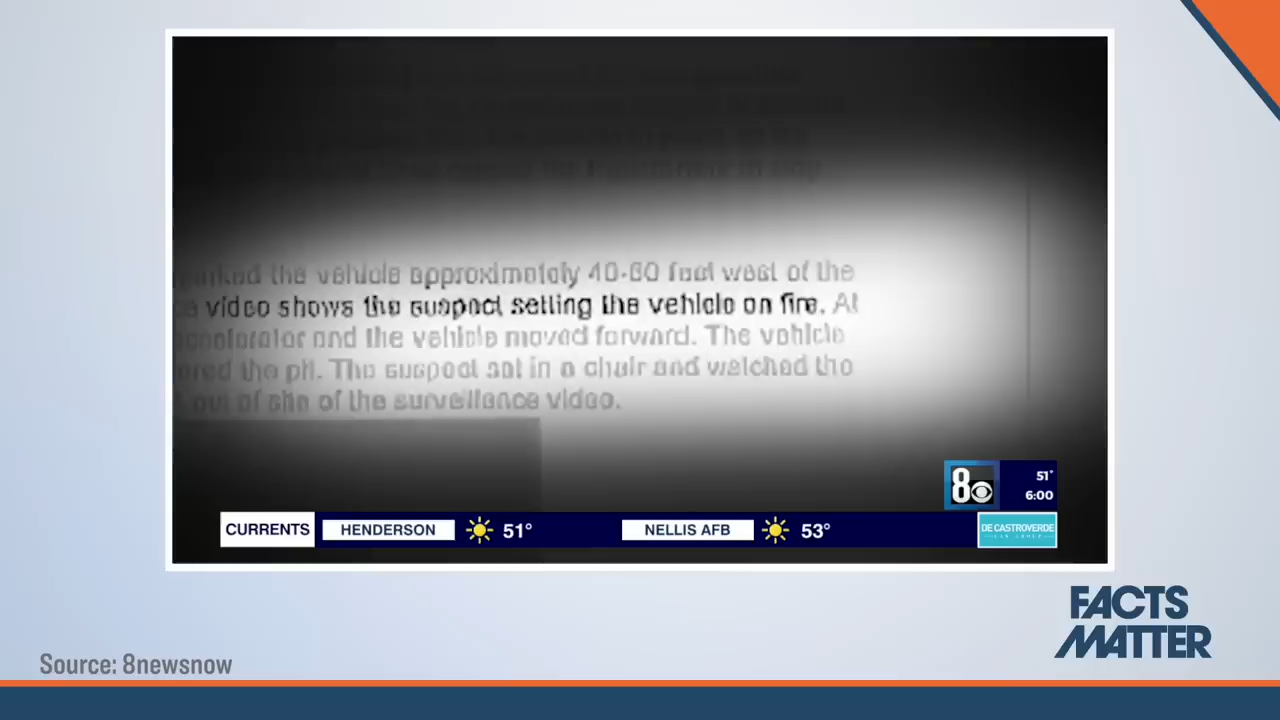 the vehicle approximately 40-60 feet west of the
video shows the suspect setting the vehicle on fire. At
and the vehicle moved forward. The vehicle
the pit. The suspect sat in a chair and watched the
out of site of the surveillance video.
8
51°
6:00
CURRENTS
HENDERSON
51°
NELLIS AFB
53°
DE CASTROVERDE
LAW GROUP
FACTS
MATTER
Source: 8newsnow